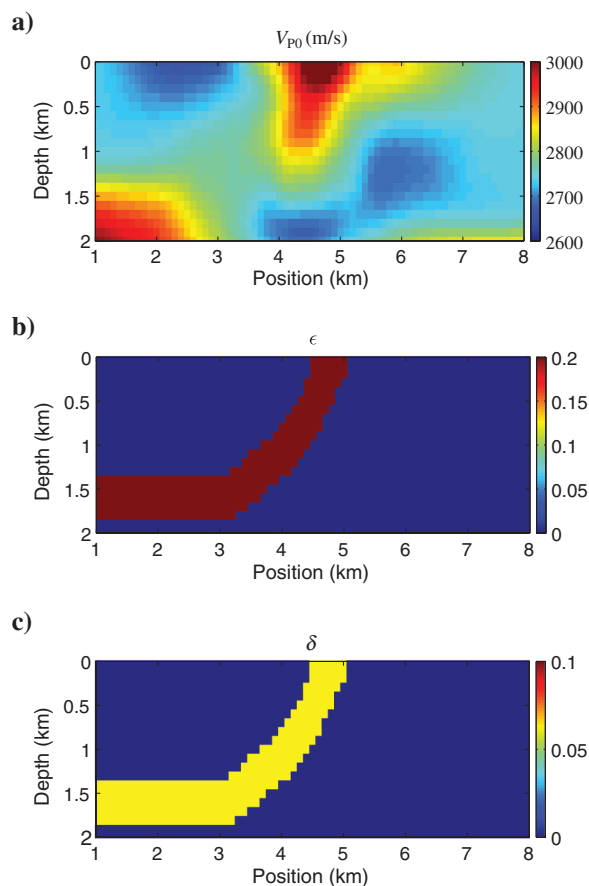 a)
V_P0 (m/s)
0
0.5
1
1.5
2
Depth (km)
1 2 3 4 5 6 7 8
Position (km)
3000
2900
2800
2700
2600
b)
ϵ
0
0.5
1
1.5
2
Depth (km)
1 2 3 4 5 6 7 8
Position (km)
0.2
0.15
0.1
0.05
0
c)
δ
0
0.5
1
1.5
2
Depth (km)
1 2 3 4 5 6 7 8
Position (km)
0.1
0.05
0